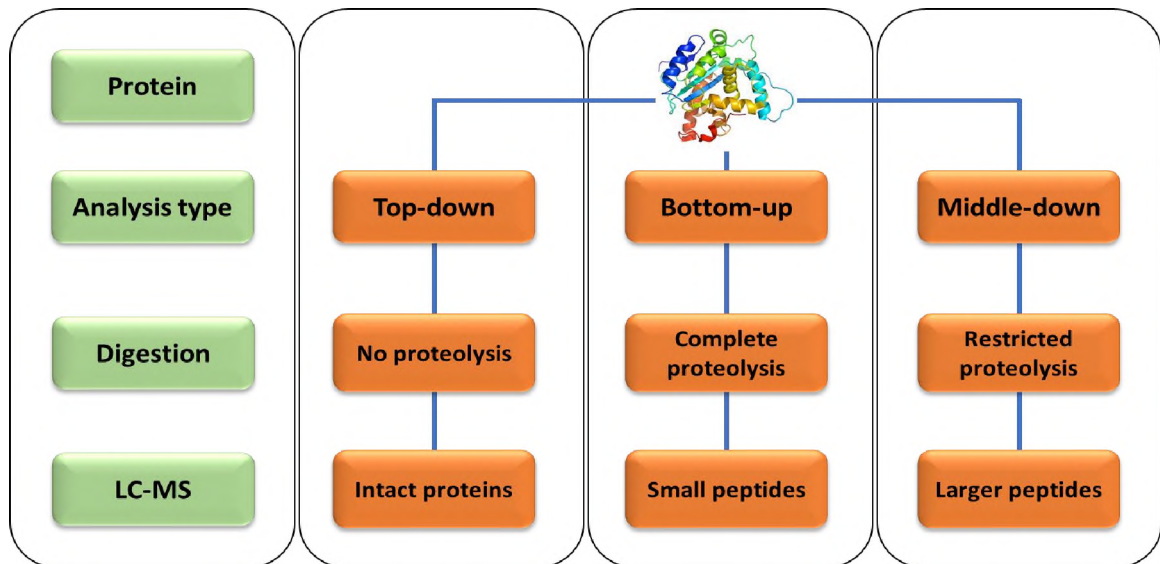 Protein
Analysis type
Top-down
Bottom-up
Middle-down
Digestion
No proteolysis
Complete
proteolysis
Restricted
proteolysis
LC-MS
Intact proteins
Small peptides
Larger peptides